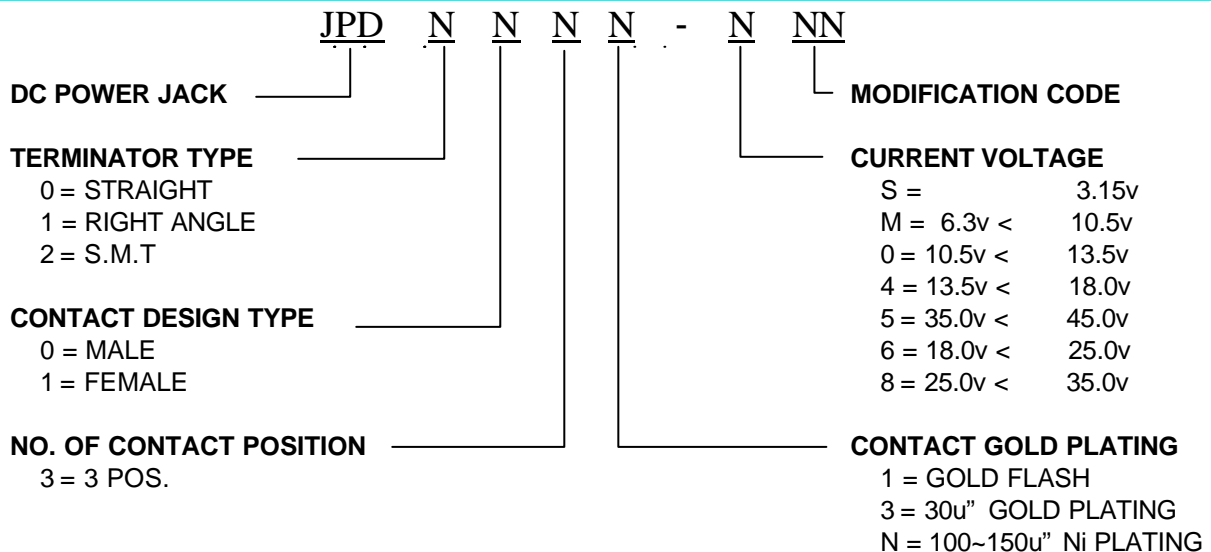 JPD N N N N - N NN
DC POWER JACK
TERMINATOR TYPE
0 = STRAIGHT
1 = RIGHT ANGLE
2 = S.M.T
CONTACT DESIGN TYPE
0 = MALE
1 = FEMALE
NO. OF CONTACT POSITION
3 = 3 POS.
MODIFICATION CODE
CURRENT VOLTAGE
S = 3.15v
M = 6.3v < 10.5v
0 = 10.5v < 13.5v
4 = 13.5v < 18.0v
5 = 35.0v < 45.0v
6 = 18.0v < 25.0v
8 = 25.0v < 35.0v
CONTACT GOLD PLATING
1 = GOLD FLASH
3 = 30u” GOLD PLATING
N = 100~150u” Ni PLATING